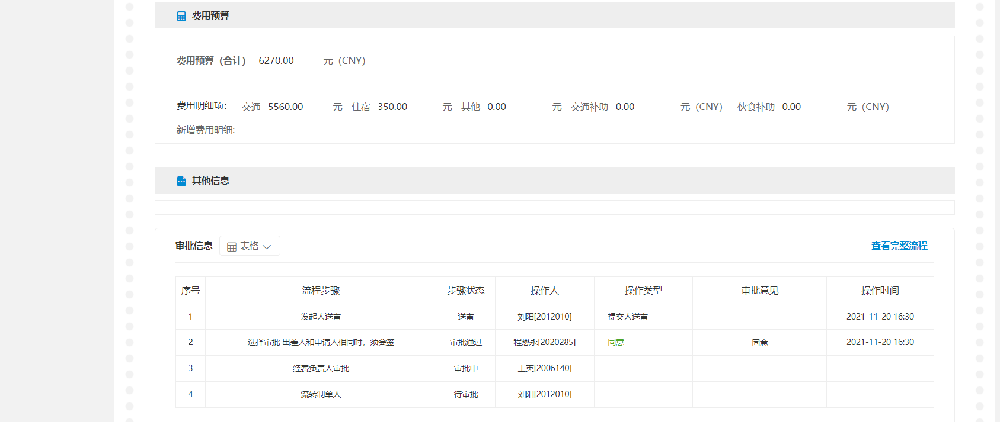 费用预算
费用预算（合计） 6270.00 元（CNY）
费用明细项： 交通 5560.00 元 住宿 350.00 元 其他 0.00 元 交通补助 0.00 元（CNY） 伙食补助 0.00 元（CNY）
新增费用明细:
其他信息
审批信息 表格 查看完整流程
序号 流程步骤 步骤状态 操作人 操作类型 审批意见 操作时间
1 发起人送审 送审 刘阳[2012010] 提交人送审 2021-11-20 16:30
2 选择审批 出差人和申请人相同时，须会签 审批通过 程懋永[2020285] 同意 同意 2021-11-20 16:30
3 经费负责人审批 审批中 王英[2006140]
4 流转制单人 待审批 刘阳[2012010]